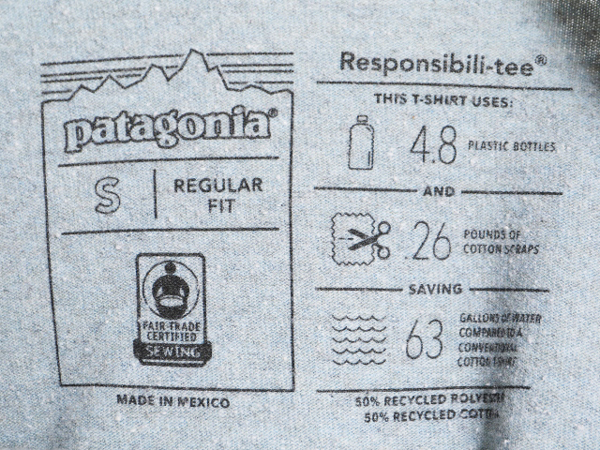 patagonia®
S
REGULAR
FIT
FAIR TRADE
CERTIFIED
SEWING
MADE IN MEXICO
Responsibili-tee®
THIS T-SHIRT USES:
4.8 PLASTIC BOTTLES
AND
.26 POUNDS OF
COTTON SCRAPS
SAVING
63 GALLONS OF WATER
COMPARED TO A
CONVENTIONAL
COTTON T-SHIRT
50% RECYCLED POLYESTER
50% RECYCLED COTTON